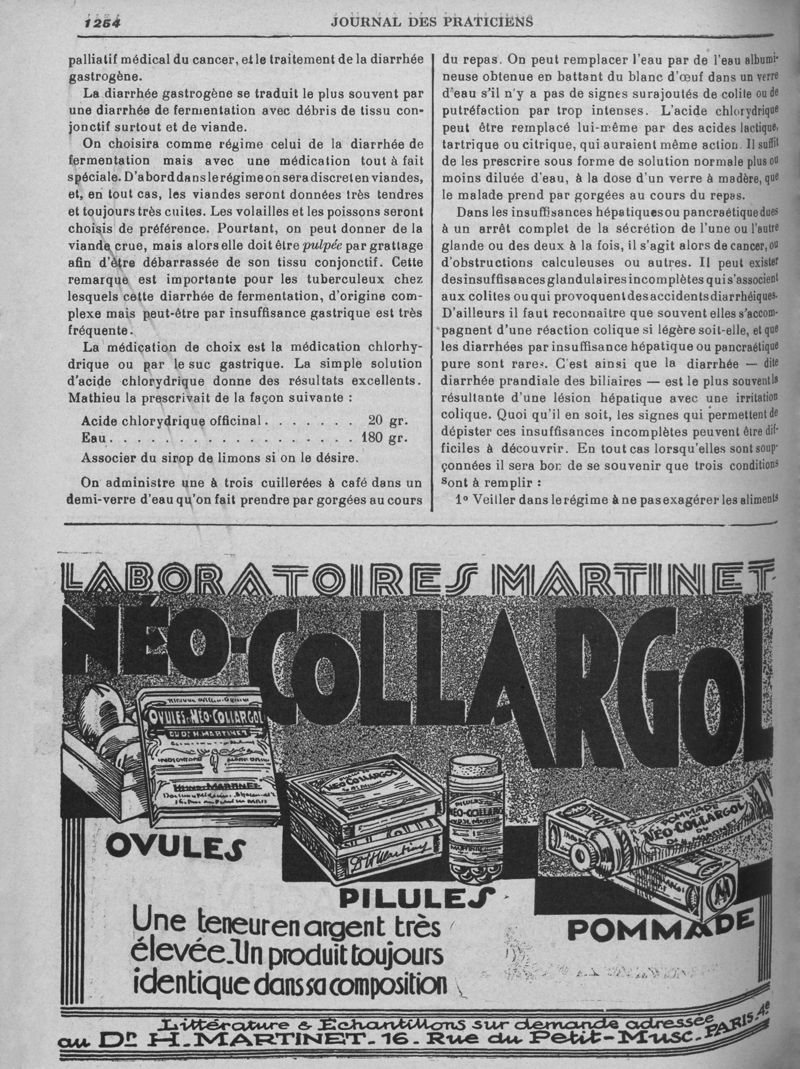 1254
JOURNAL DES PRATICIENS
palliatif médical du cancer, et le traitement de la diarrhée
gastrogène.
La diarrhée gastrogène se traduit le plus souvent par
une diarrhée de fermentation avec débris de tissu con-
jonctif surtout et de viande.
On choisira comme régime celui de la diarrhée de
fermentation mais avec une médication tout à fait
spéciale. D'abord dans le régime on sera discret en viandes,
et, en tout cas, les viandes seront données très tendres
et toujours très cuites. Les volailles et les poissons seront
choisis de préférence. Pourtant, on peut donner de la
viande crue, mais alors elle doit être pulpée par grattage
afin d'être débarrassée de son tissu conjonctif. Cette
remarque est importante pour les tuberculeux chez
lesquels cette diarrhée de fermentation, d'origine com-
plexe mais peut-être par insuffisance gastrique est très
fréquente.
La médication de choix est la médication chlorhy-
drique ou par le suc gastrique. La simple solution
d'acide chlorydrique donne des résultats excellents.
Mathieu la prescrivait de la façon suivante :
Acide chlorydrique officinal . . . . . . . 20 gr.
Eau. . . . . . . . . . . . . . . . . . 180 gr.
Associer du sirop de limons si on le désire.
On administre une à trois cuillerées à café dans un
demi-verre d'eau qu'on fait prendre par gorgées au cours
du repas. On peut remplacer l'eau par de l'eau albumi-
neuse obtenue en battant du blanc d'œuf dans un verre
d'eau s'il n'y a pas de signes surajoutés de colite ou de
putréfaction par trop intenses. L'acide chlorydrique
peut être remplacé lui-même par des acides lactique,
tartrique ou citrique, qui auraient même action. Il suffit
de les prescrire sous forme de solution normale plus ou
moins diluée d'eau, à la dose d'un verre à madère, que
le malade prend par gorgées au cours du repas.
Dans les insuffisances hépatiques ou pancraétique dues
à un arrêt complet de la sécrétion de l'une ou l'autre
glande ou des deux à la fois, il s'agit alors de cancer, ou
d'obstructions calculeuses ou autres. Il peut exister
des insuffisances glandulaires incomplètes qui s'associent
aux colites ou qui provoquent des accidents diarrhéiques.
D'ailleurs il faut reconnaitre que souvent elles s'accom-
pagnent d'une réaction colique si légère soit-elle, et que
les diarrhées par insuffisance hépatique ou pancraétique
pure sont rares. C'est ainsi que la diarrhée — dite
diarrhée prandiale des biliaires — est le plus souvent la
résultante d'une lésion hépatique avec une irritation
colique. Quoi qu'il en soit, les signes qui permettent de
dépister ces insuffisances incomplètes peuvent être dif-
ficiles à découvrir. En tout cas lorsqu'elles sont soup-
çonnées il sera bon de se souvenir que trois conditions
sont à remplir :
1º Veiller dans le régime à ne pas exagérer les aliments
LABORATOIRES MARTINET
NÉO-COLLARGOL
OVULES-NÉO-COLLARGOL
DU Dr H. MARTINET
NÉO-COLLARGOL
Dr H Martinet
PILULES
NÉO-COLLARGOL
POMMADE
NÉO-COLLARGOL
DU
OVULES
PILULES
POMMADE
Une teneur en argent très
élevée. Un produit toujours
identique dans sa composition
Littérature & Échantillons sur demande adressée
au Dr H. MARTINET. 16. Rue du Petit-Musc. PARIS. 4e